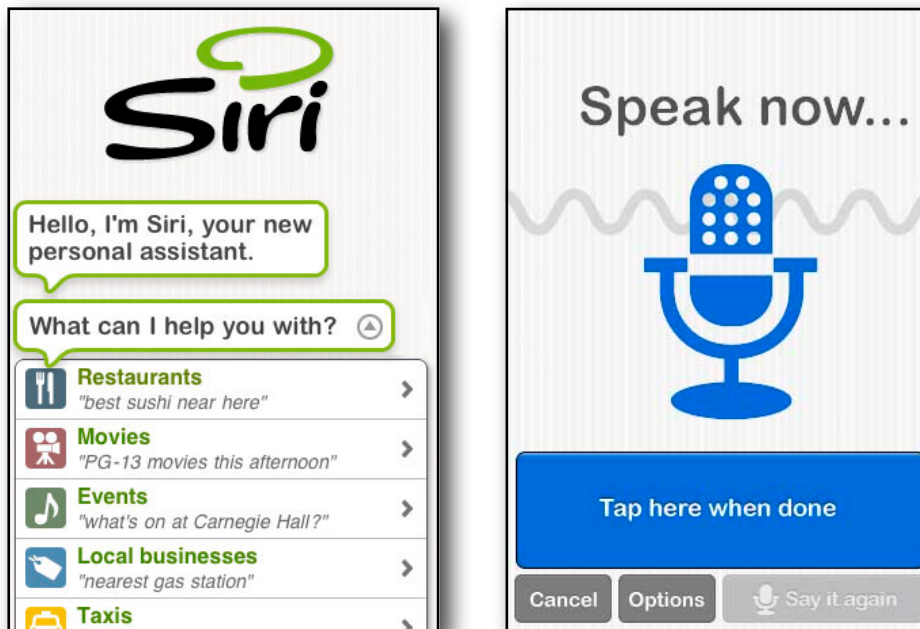 Siri
Hello, I'm Siri, your new
personal assistant.
What can I help you with?
Restaurants
"best sushi near here"
Movies
"PG-13 movies this afternoon"
Events
"what's on at Carnegie Hall?"
Local businesses
"nearest gas station"
Taxis
Speak now...
Tap here when done
Cancel
Options
Say it again